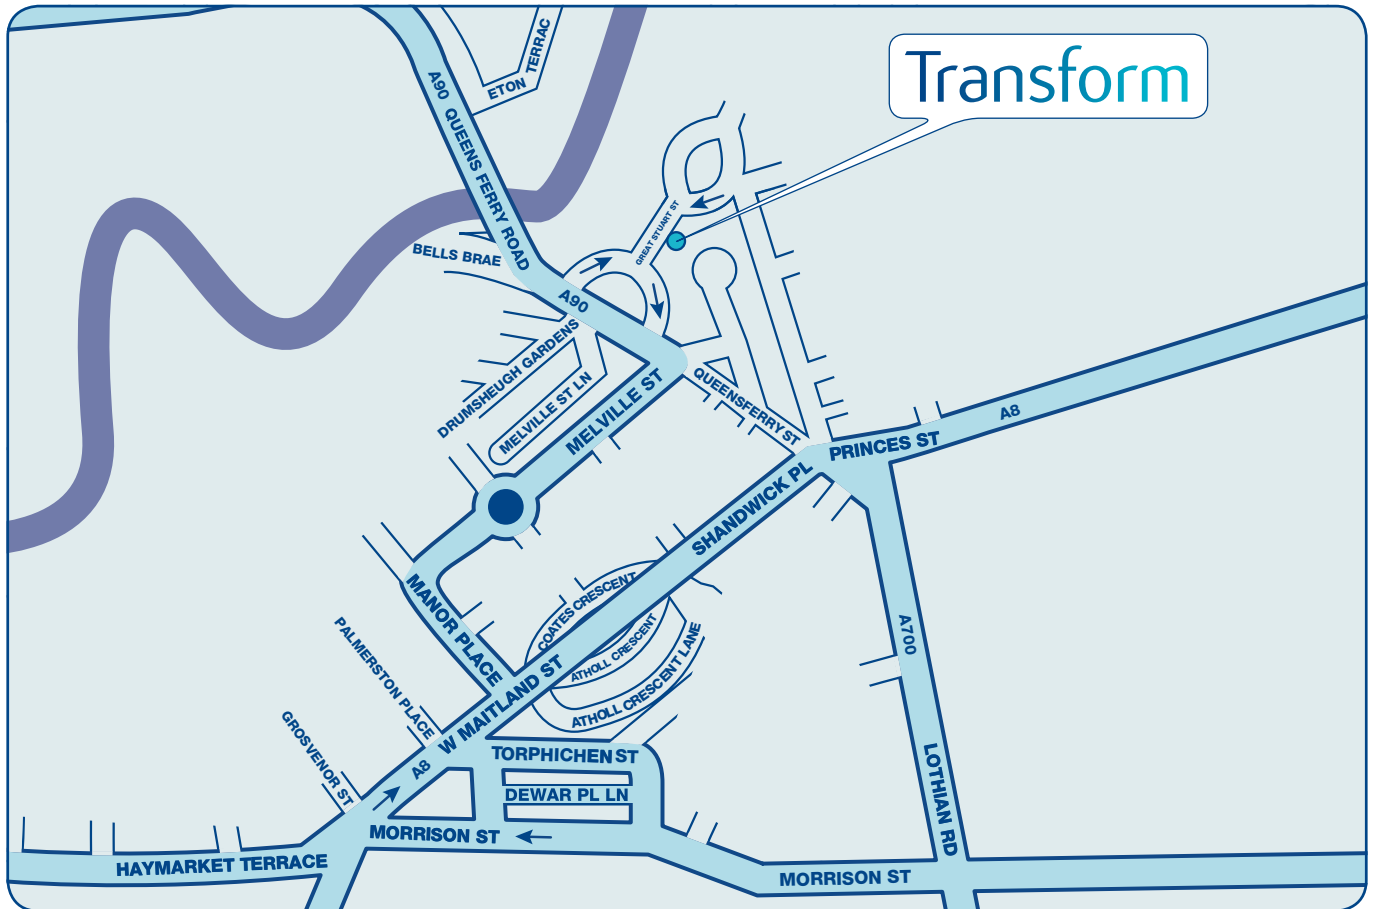 ETON TERRAC
A90 QUEENS FERRY ROAD
Transform
GREAT STUART ST
BELLS BRAE
A90
DRUMSHEUGH GARDENS
MELVILLE ST LN
MELVILLE ST
QUEENSFERRY ST
PRINCES ST
A8
SHANDWICK PL
MANOR PLACE
COATES CRESCENT
ATHOLL CRESCENT
ATHOLL CRESCENT LANE
A700
PALMERSTON PLACE
W MAITLAND ST
GROSVENOR ST
A8
TORPHICHEN ST
DEWAR PL LN
LOTHIAN RD
MORRISON ST
HAYMARKET TERRACE
MORRISON ST